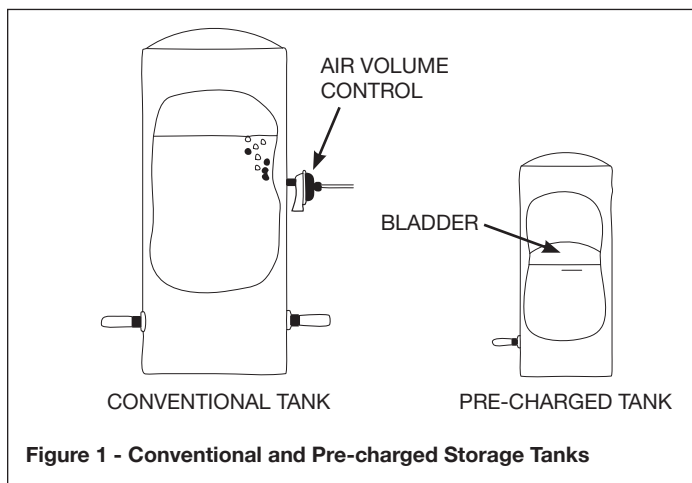 AIR VOLUME
CONTROL
BLADDER
CONVENTIONAL TANK
PRE-CHARGED TANK
Figure 1 - Conventional and Pre-charged Storage Tanks